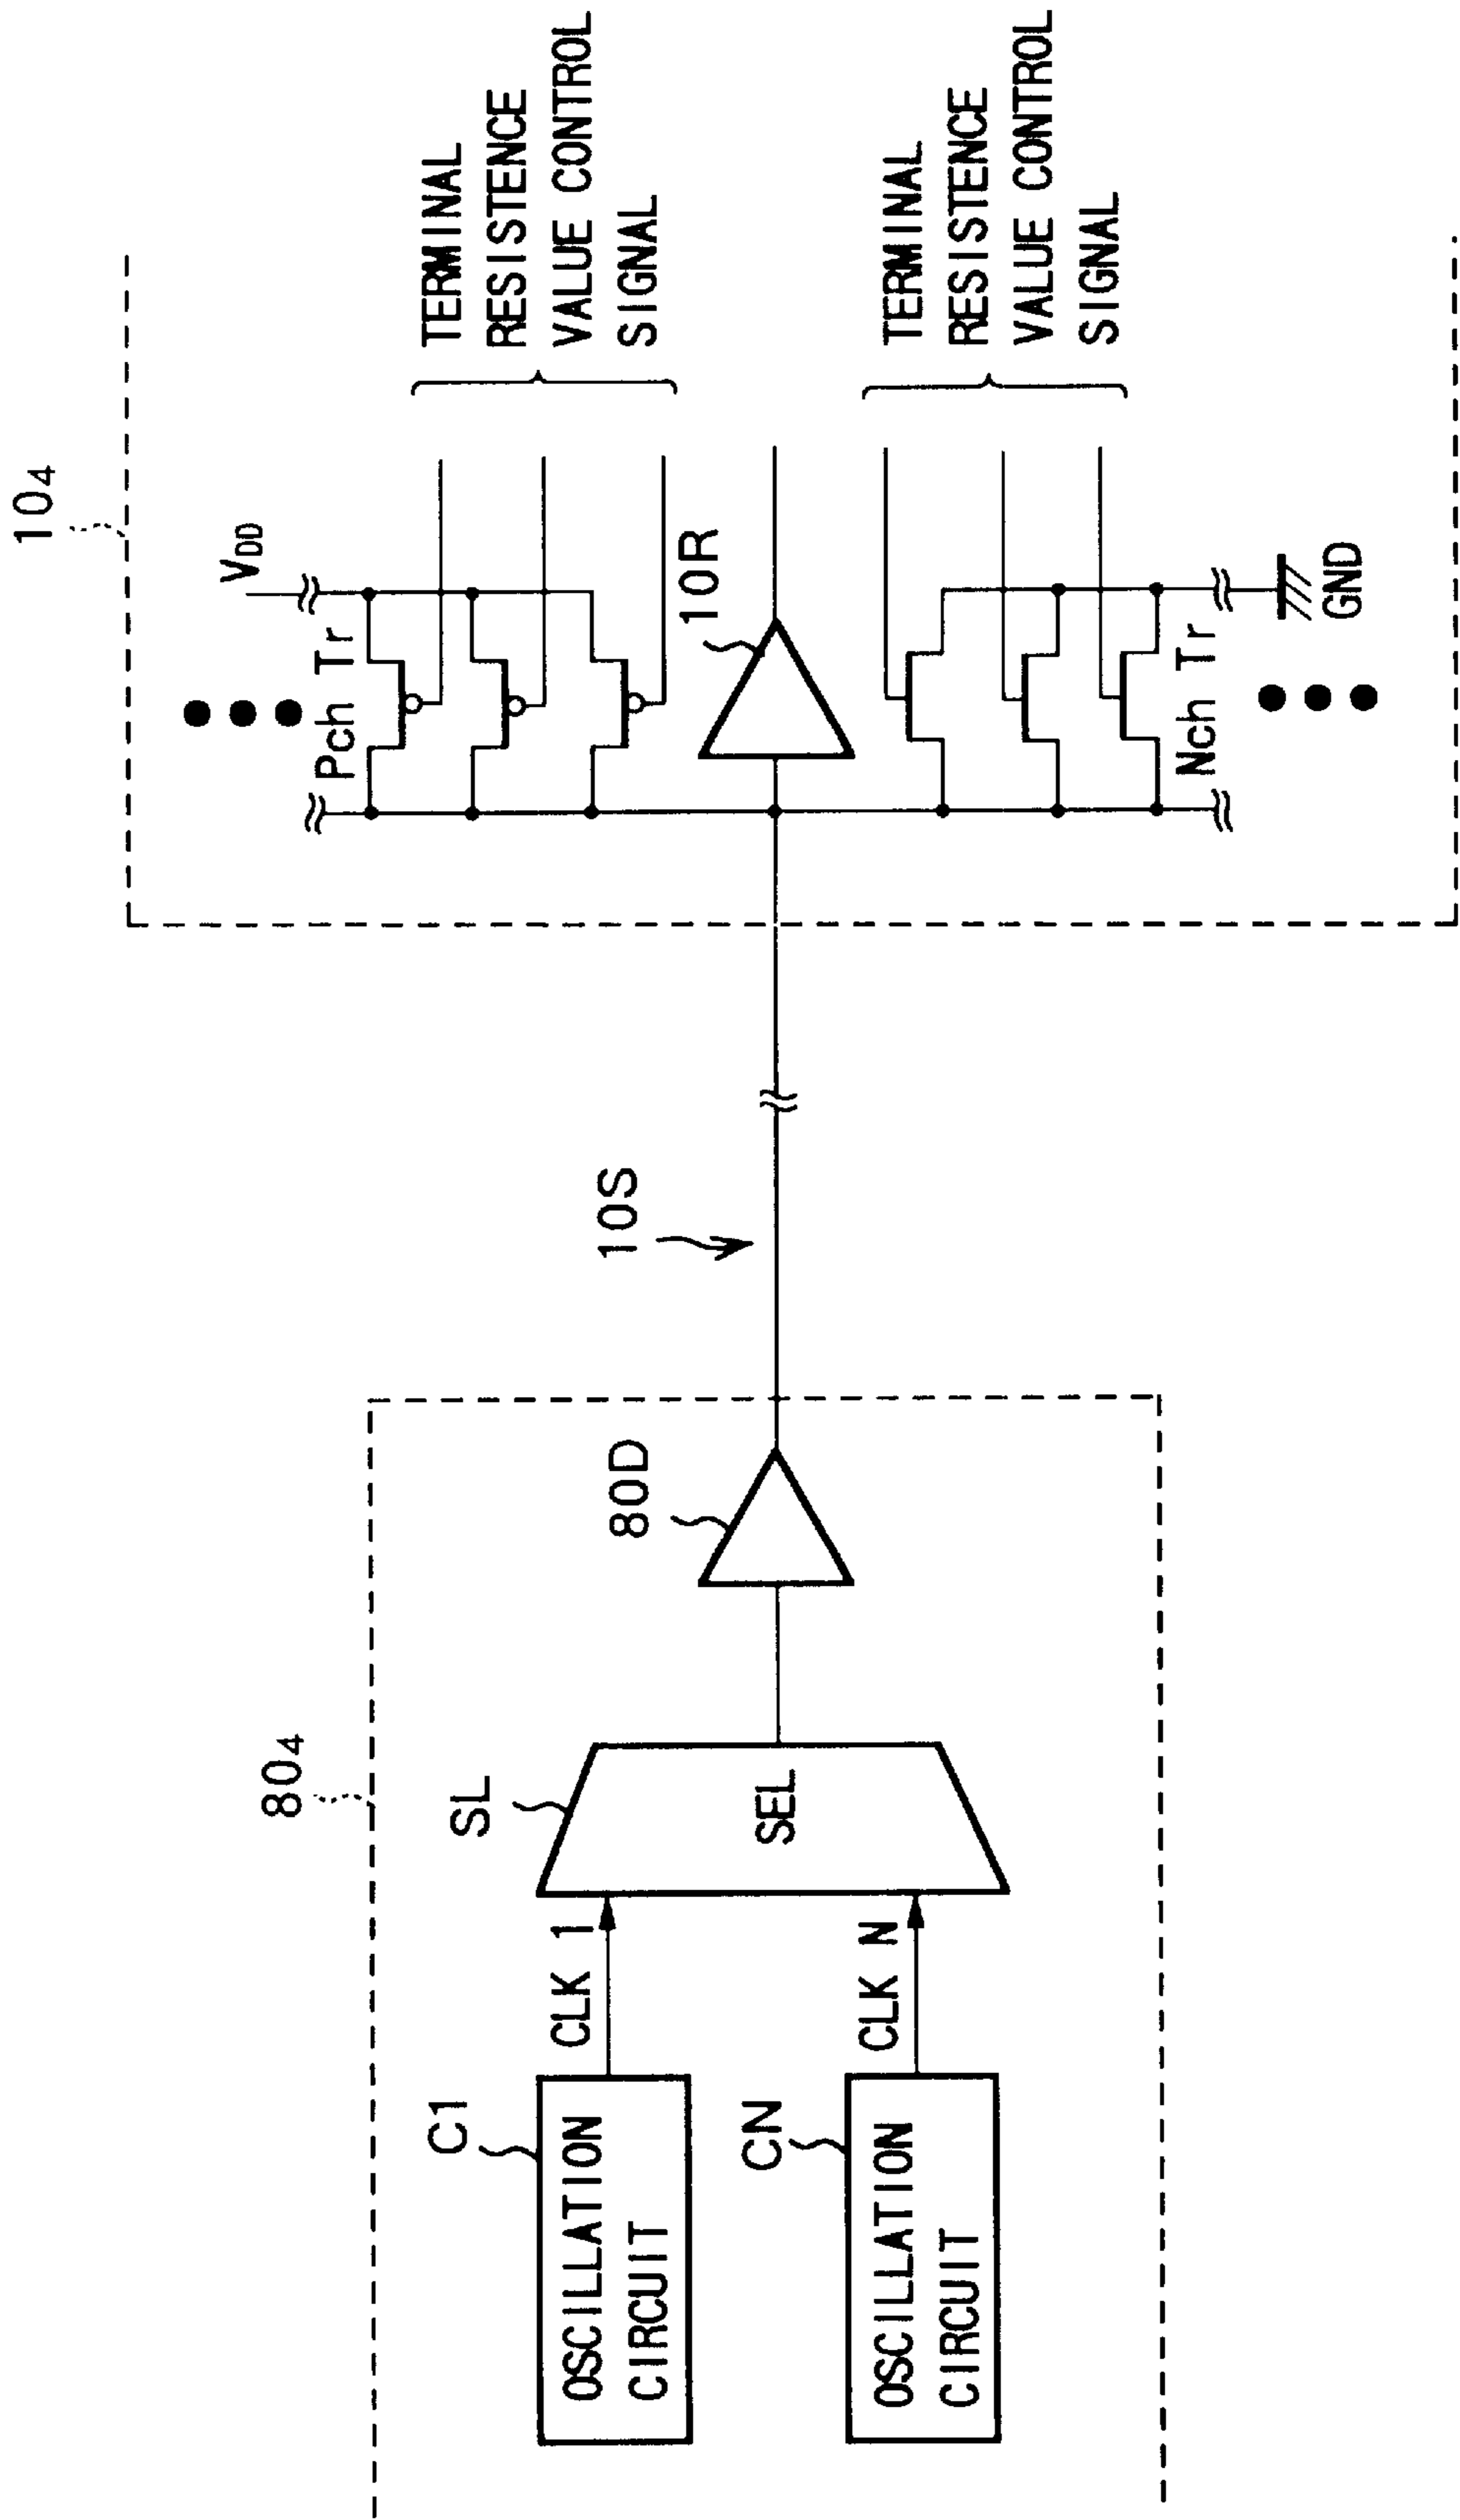 10₄
VDD
Pch Tr
TERMINAL
RESISTENCE
VALUE CONTROL
SIGNAL
10R
TERMINAL
RESISTENCE
VALUE CONTROL
SIGNAL
Nch Tr
GND
10S
80₄
80D
SL
SEL
CLK 1
CLK N
C1
OSCILLATION
CIRCUIT
CN
OSCILLATION
CIRCUIT